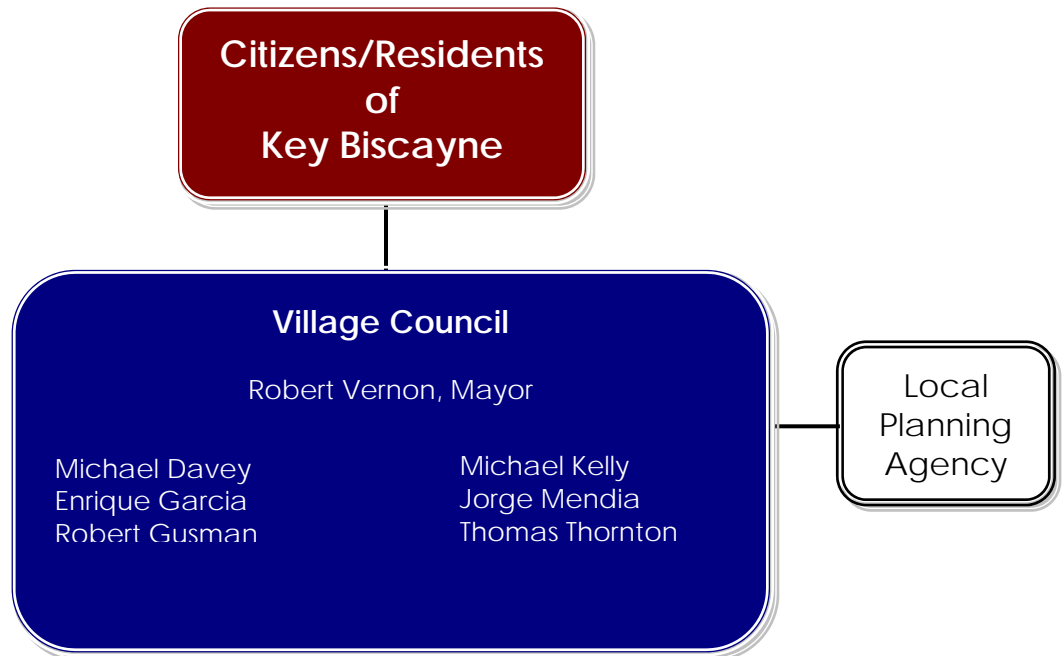 Citizens/Residents
of
Key Biscayne
Village Council
Robert Vernon, Mayor
Michael Davey
Enrique Garcia
Robert Gusman
Michael Kelly
Jorge Mendia
Thomas Thornton
Local
Planning
Agency